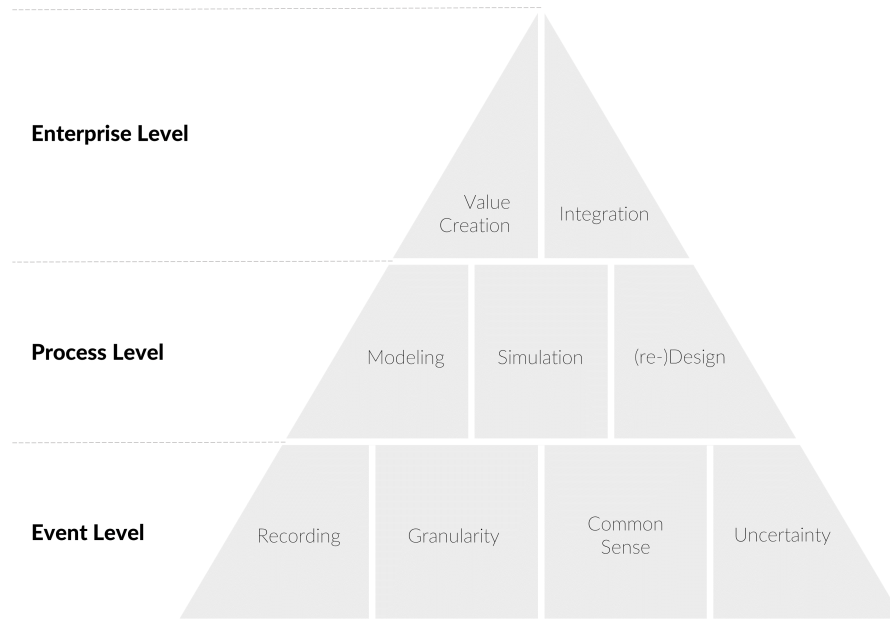 Enterprise Level
Value
Creation
Integration
Process Level
Modeling
Simulation
(re-)Design
Event Level
Recording
Granularity
Common
Sense
Uncertainty